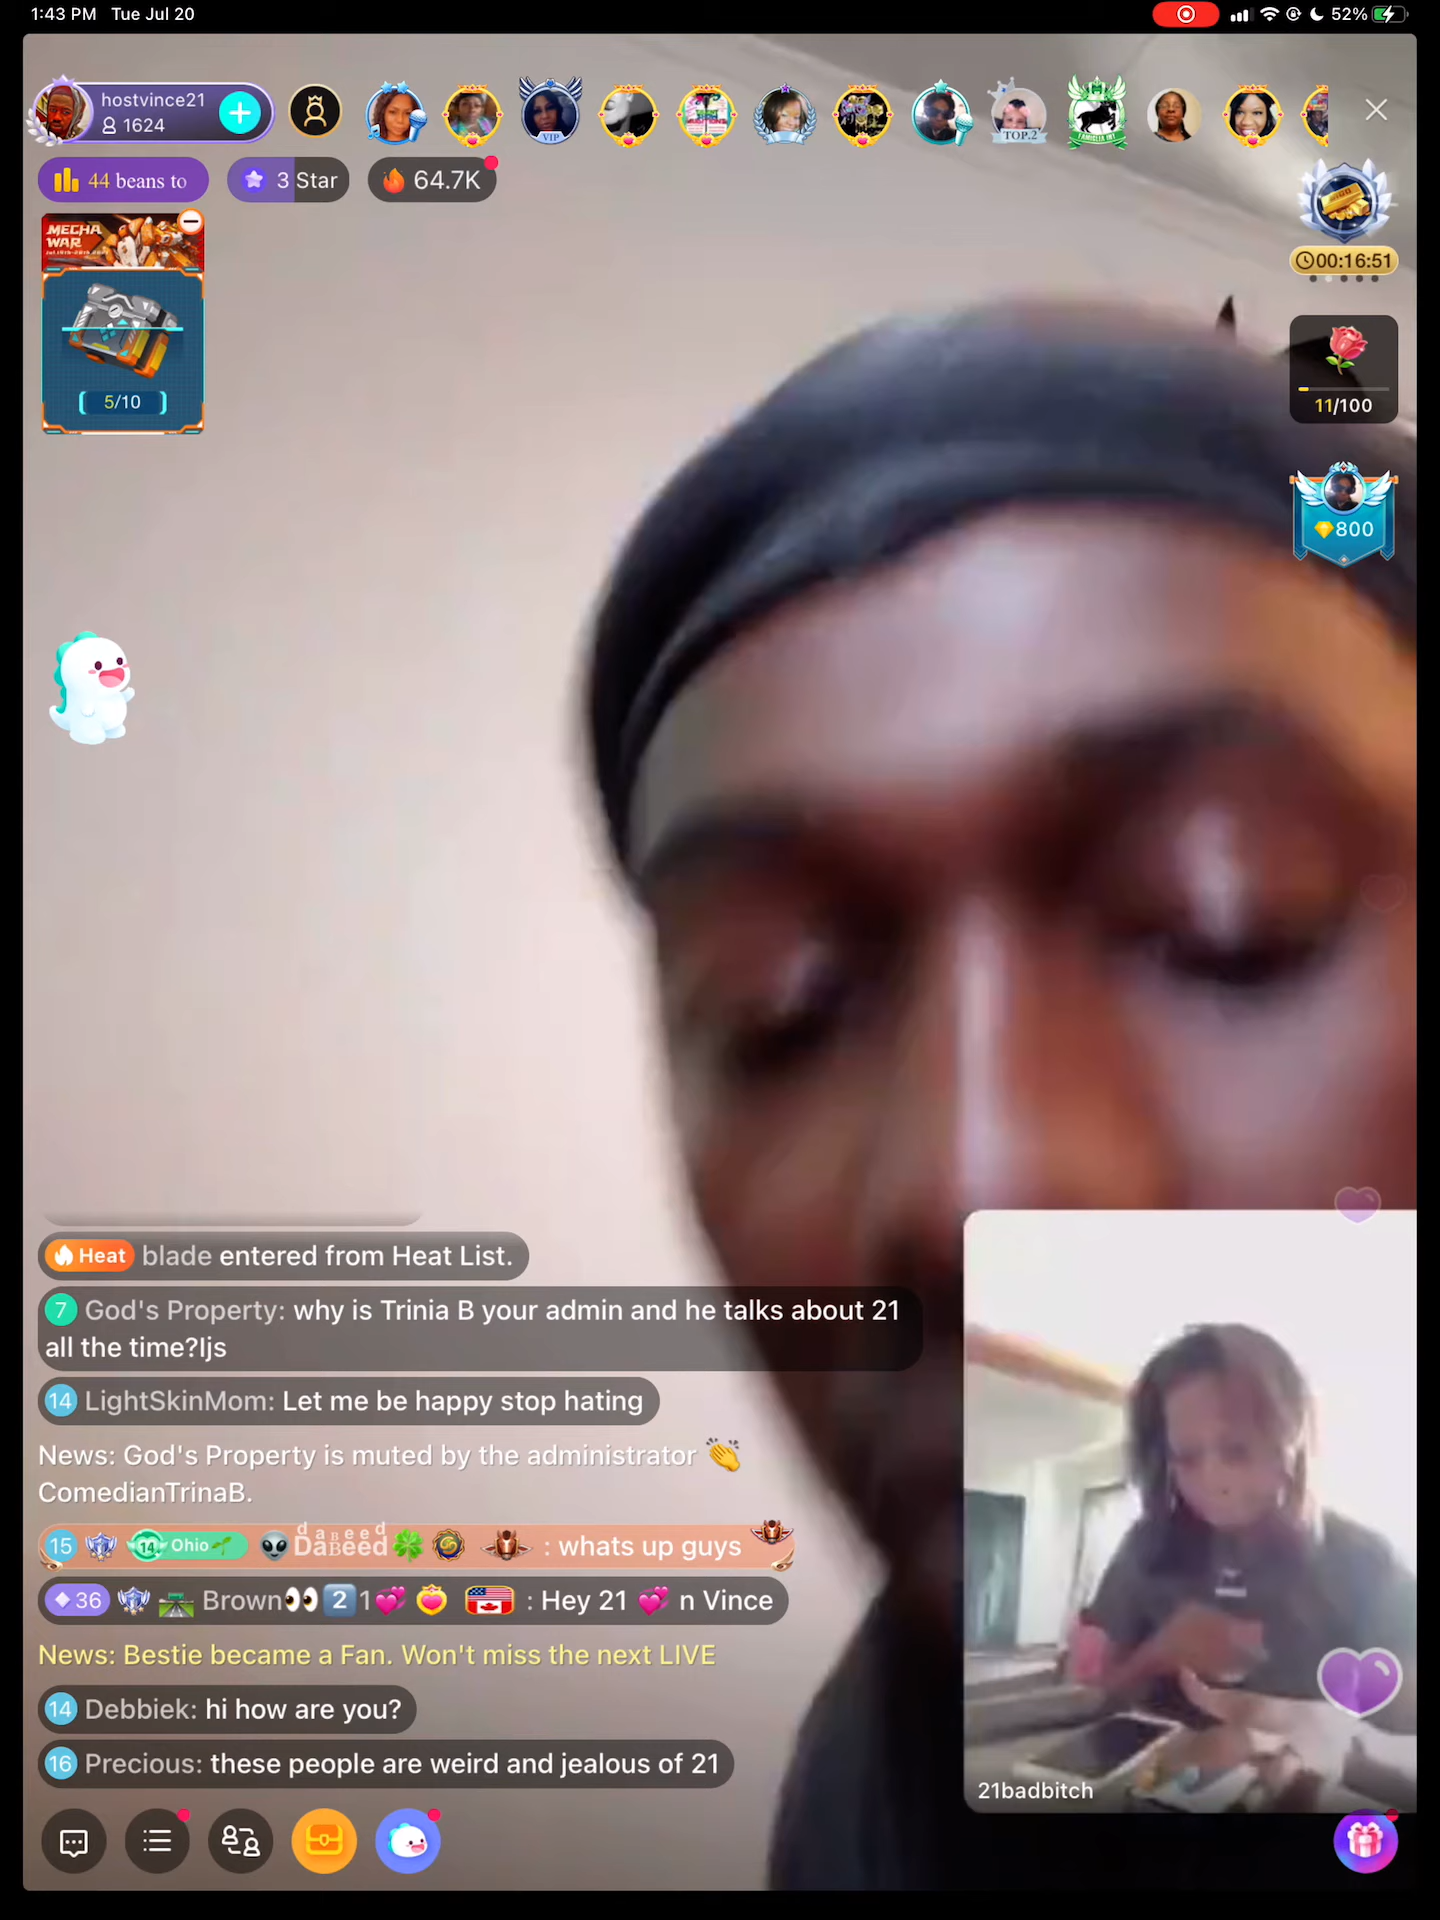 1:43 PM Tue Jul 20
52%
hostvince21
1624
VIP
TOP.2
FAMIGLIA INT
44 beans to
3 Star
64.7K
MECHA
WAR
5/10
00:16:51
11/100
800
Heat blade entered from Heat List.
7 God's Property: why is Trinia B your admin and he talks about 21
all the time?ljs
14 LightSkinMom: Let me be happy stop hating
News: God's Property is muted by the administrator 👏
ComedianTrinaB.
15 14 Ohio🌱 👽DaBeed🍀 : whats up guys
36 Brown👀2️⃣1💞 : Hey 21 💞 n Vince
News: Bestie became a Fan. Won't miss the next LIVE
14 Debbiek: hi how are you?
16 Precious: these people are weird and jealous of 21
21badbitch